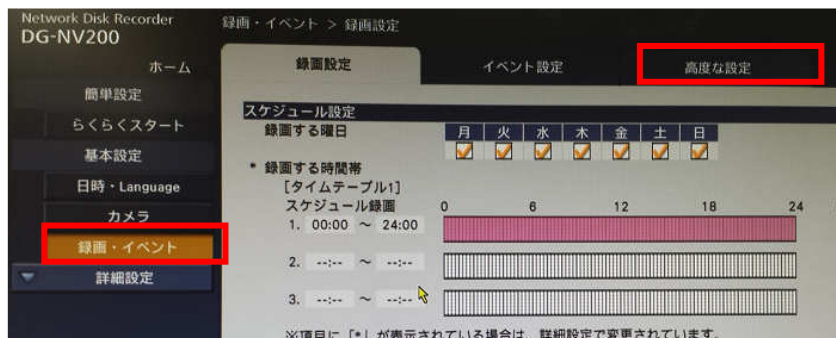 Network Disk Recorder
DG-NV200
録画・イベント > 録画設定
ホーム
簡単設定
らくらくスタート
基本設定
日時・Language
カメラ
録画・イベント
詳細設定
録画設定 イベント設定 高度な設定
スケジュール設定
録画する曜日 月 火 水 木 金 土 日
* 録画する時間帯
[タイムテーブル1]
スケジュール録画 0 6 12 18 24
1. 00:00 ~ 24:00
2. --:-- ~ --:--
3. --:-- ~ --:--
※項目に「*」が表示されている場合は、詳細設定で変更されています。